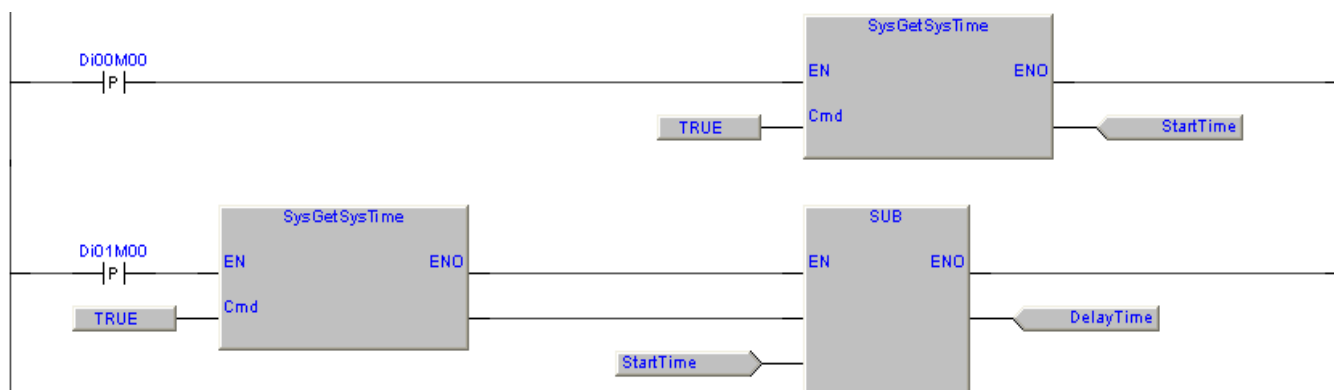 SysGetSysTime
Di00M00
P
EN ENO
Cmd
TRUE
StartTime
SysGetSysTime
SUB
Di01M00
P
EN ENO
EN ENO
Cmd
TRUE
DelayTime
StartTime